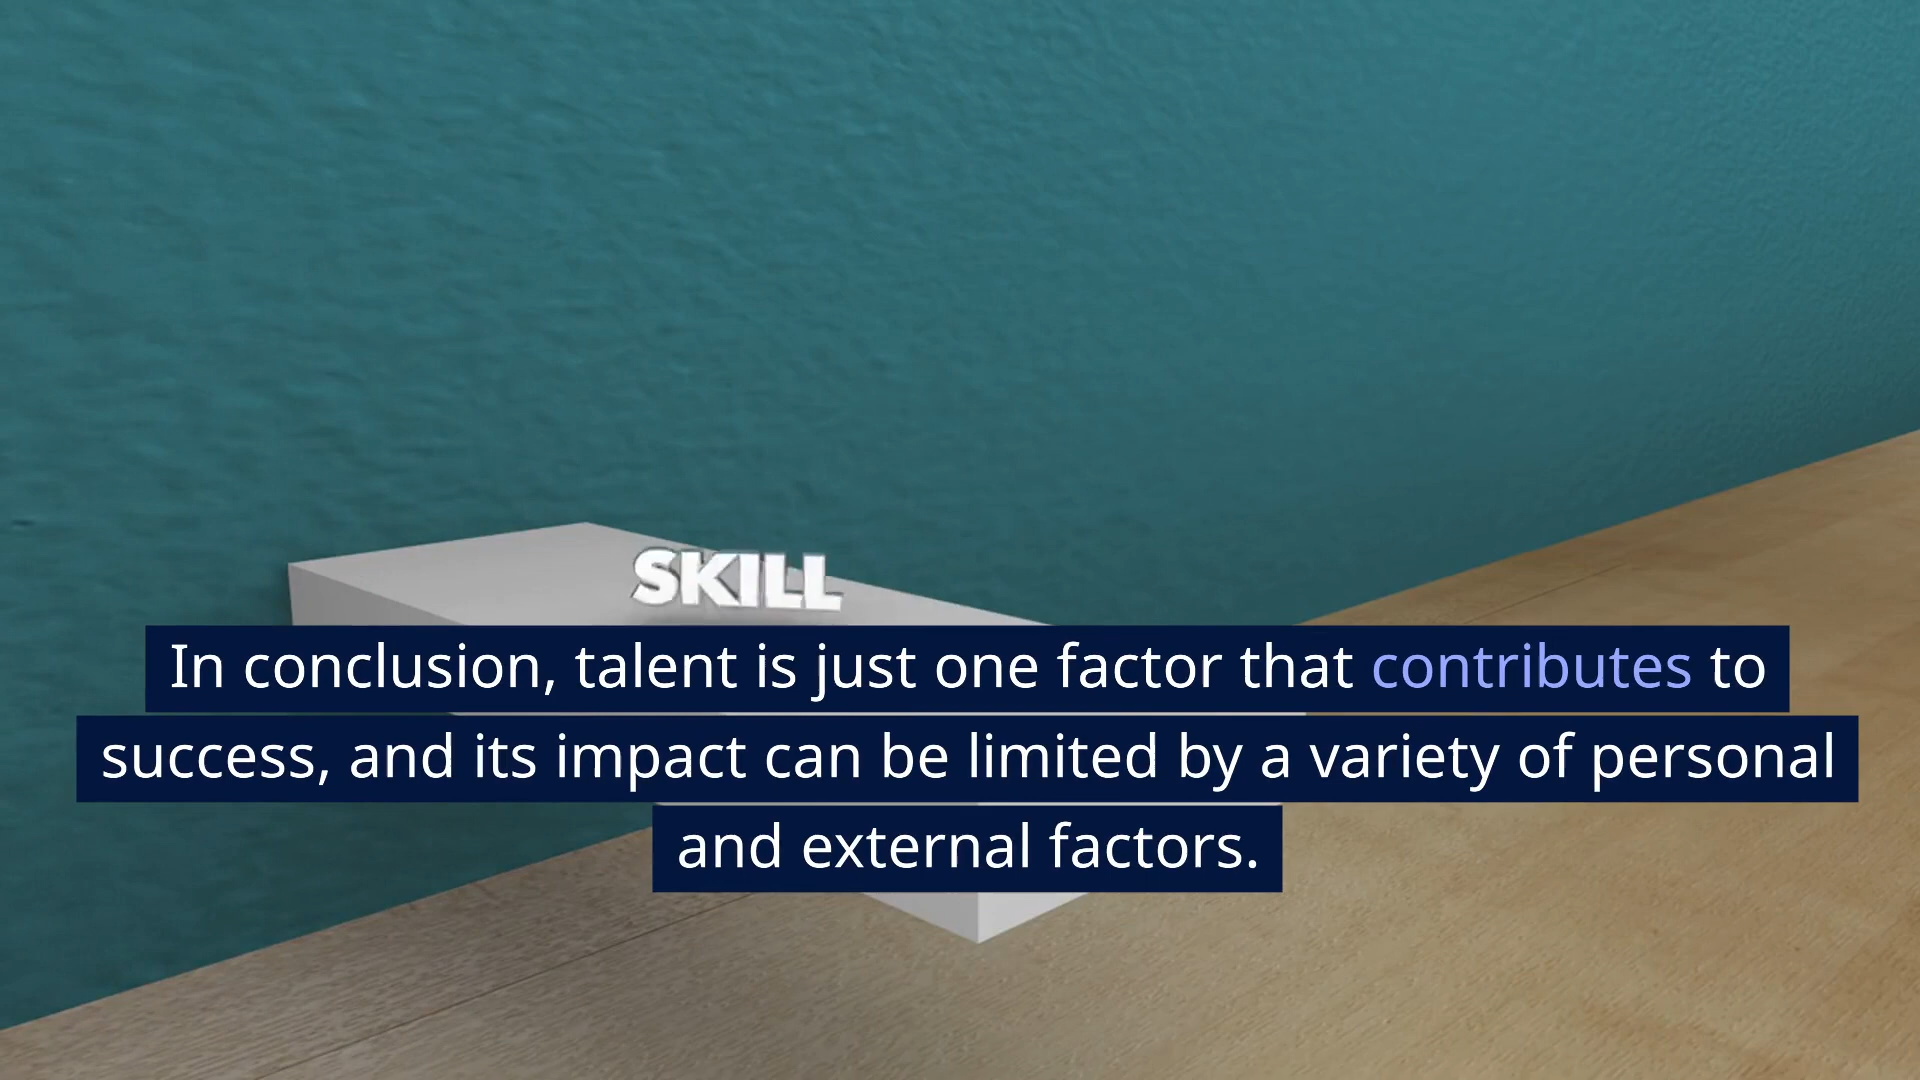 SKILL
In conclusion, talent is just one factor that contributes to
success, and its impact can be limited by a variety of personal
and external factors.